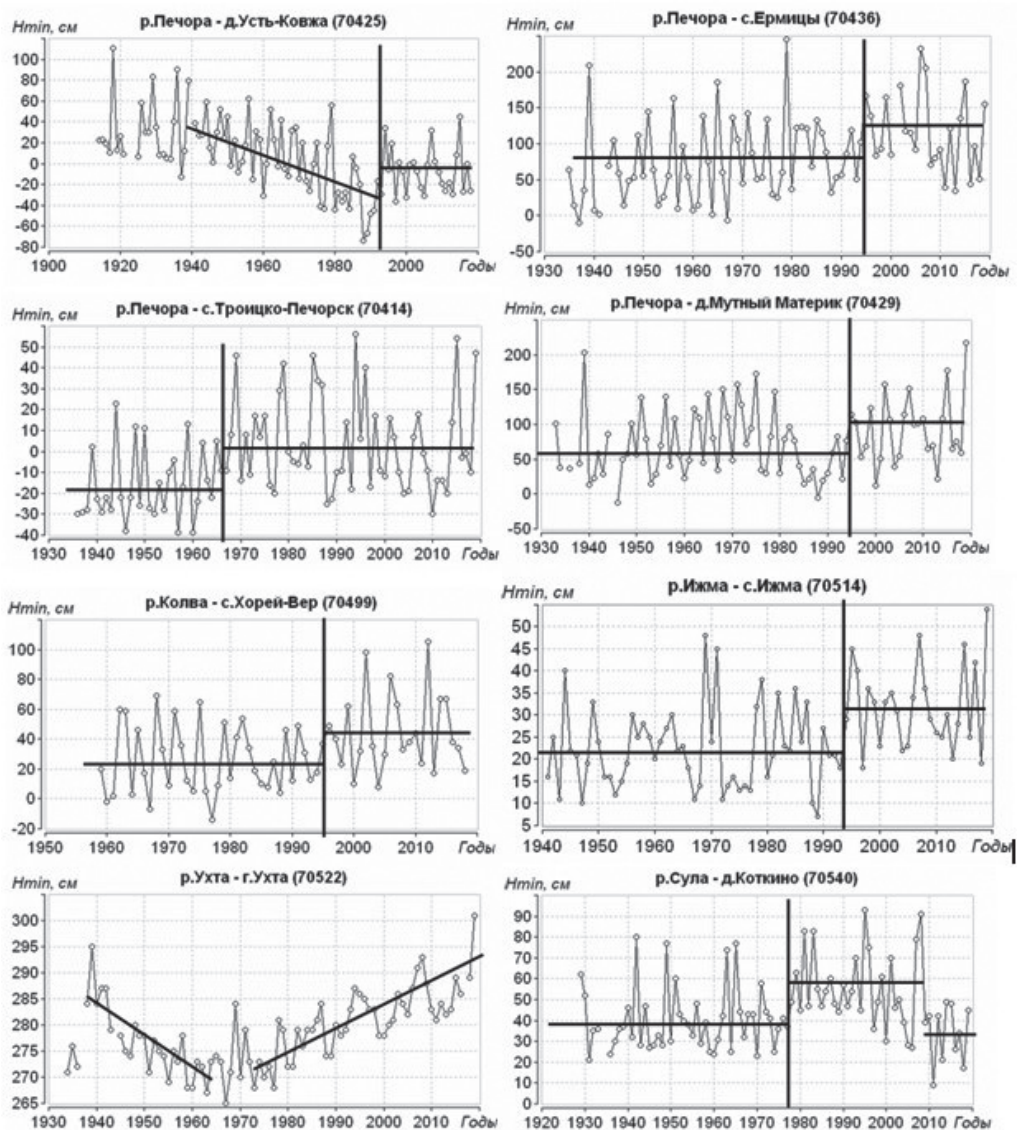 Hmin, см
р.Печора - д.Усть-Ковжа (70425)
100
80
60
40
20
0
-20
-40
-60
-80
1900 1920 1940 1960 1980 2000 Годы
Hmin, см
р.Печора - с.Ермицы (70436)
200
150
100
50
0
-50
1930 1940 1950 1960 1970 1980 1990 2000 2010 Годы
Hmin, см
р.Печора - с.Троицко-Печорск (70414)
50
40
30
20
10
0
-10
-20
-30
-40
1930 1940 1950 1960 1970 1980 1990 2000 2010 Годы
Hmin, см
р.Печора - д.Мутный Материк (70429)
200
150
100
50
0
-50
1930 1940 1950 1960 1970 1980 1990 2000 2010 Годы
Hmin, см
р.Колва - с.Хорей-Вер (70499)
100
80
60
40
20
0
-20
1950 1960 1970 1980 1990 2000 2010 Годы
Hmin, см
р.Ижма - с.Ижма (70514)
50
45
40
35
30
25
20
15
10
5
1940 1950 1960 1970 1980 1990 2000 2010 Годы
Hmin, см
р.Ухта - г.Ухта (70522)
300
295
290
285
280
275
270
265
1930 1940 1950 1960 1970 1980 1990 2000 2010 Годы
Hmin, см
р.Сула - д.Коткино (70540)
90
80
70
60
50
40
30
20
10
0
1920 1930 1940 1950 1960 1970 1980 1990 2000 2010 Годы